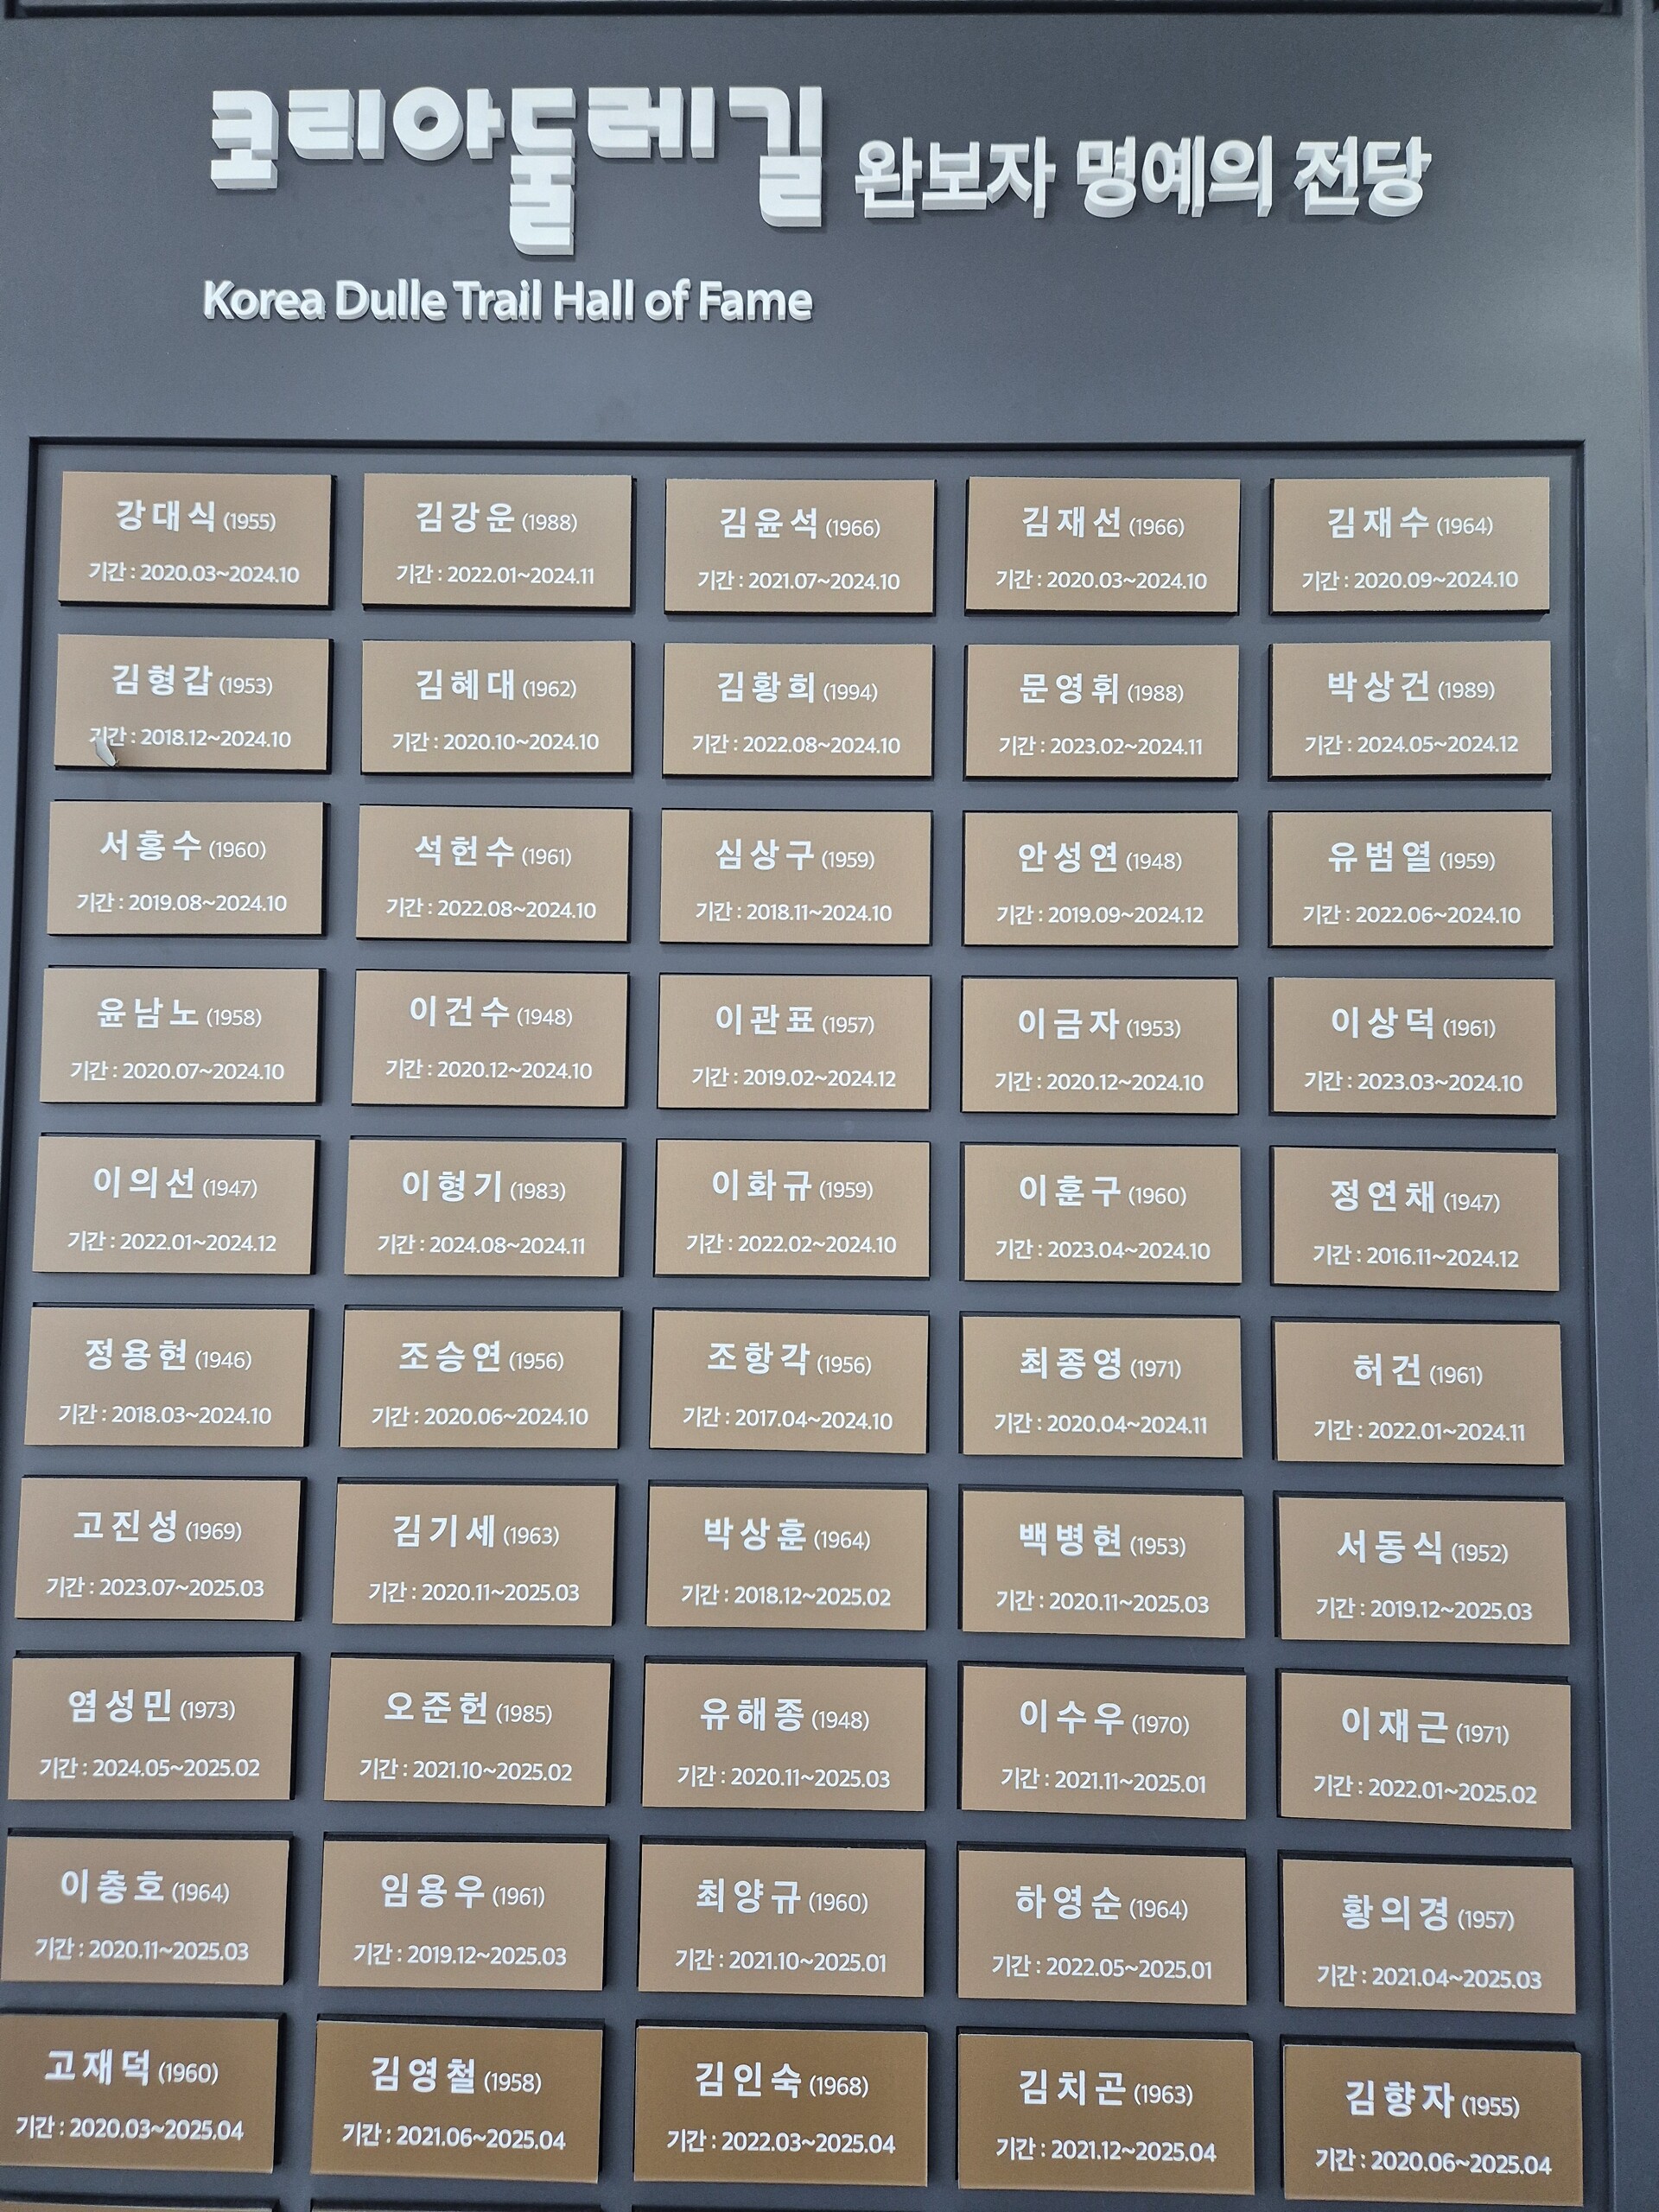 코리아둘레길 완보자 명예의 전당
Korea Dulle Trail Hall of Fame
강대식 (1955)
기간 : 2020.03~2024.10
김강운 (1988)
기간 : 2022.01~2024.11
김윤석 (1966)
기간 : 2021.07~2024.10
김재선 (1966)
기간 : 2020.03~2024.10
김재수 (1964)
기간 : 2020.09~2024.10
김형갑 (1953)
기간 : 2018.12~2024.10
김혜대 (1962)
기간 : 2020.10~2024.10
김황희 (1994)
기간 : 2022.08~2024.10
문영휘 (1988)
기간 : 2023.02~2024.11
박상건 (1989)
기간 : 2024.05~2024.12
서홍수 (1960)
기간 : 2019.08~2024.10
석헌수 (1961)
기간 : 2022.08~2024.10
심상구 (1959)
기간 : 2018.11~2024.10
안성연 (1948)
기간 : 2019.09~2024.12
유범열 (1959)
기간 : 2022.06~2024.10
윤남노 (1958)
기간 : 2020.07~2024.10
이건수 (1948)
기간 : 2020.12~2024.10
이관표 (1957)
기간 : 2019.02~2024.12
이금자 (1953)
기간 : 2020.12~2024.10
이상덕 (1961)
기간 : 2023.03~2024.10
이의선 (1947)
기간 : 2022.01~2024.12
이형기 (1983)
기간 : 2024.08~2024.11
이화규 (1959)
기간 : 2022.02~2024.10
이훈구 (1960)
기간 : 2023.04~2024.10
정연채 (1947)
기간 : 2016.11~2024.12
정용현 (1946)
기간 : 2018.03~2024.10
조승연 (1956)
기간 : 2020.06~2024.10
조항각 (1956)
기간 : 2017.04~2024.10
최종영 (1971)
기간 : 2020.04~2024.11
허건 (1961)
기간 : 2022.01~2024.11
고진성 (1969)
기간 : 2023.07~2025.03
김기세 (1963)
기간 : 2020.11~2025.03
박상훈 (1964)
기간 : 2018.12~2025.02
백병현 (1953)
기간 : 2020.11~2025.03
서동식 (1952)
기간 : 2019.12~2025.03
염성민 (1973)
기간 : 2024.05~2025.02
오준헌 (1985)
기간 : 2021.10~2025.02
유해종 (1948)
기간 : 2020.11~2025.03
이수우 (1970)
기간 : 2021.11~2025.01
이재근 (1971)
기간 : 2022.01~2025.02
이충호 (1964)
기간 : 2020.11~2025.03
임용우 (1961)
기간 : 2019.12~2025.03
최양규 (1960)
기간 : 2021.10~2025.01
하영순 (1964)
기간 : 2022.05~2025.01
황의경 (1957)
기간 : 2021.04~2025.03
고재덕 (1960)
기간 : 2020.03~2025.04
김영철 (1958)
기간 : 2021.06~2025.04
김인숙 (1968)
기간 : 2022.03~2025.04
김치곤 (1963)
기간 : 2021.12~2025.04
김향자 (1955)
기간 : 2020.06~2025.04